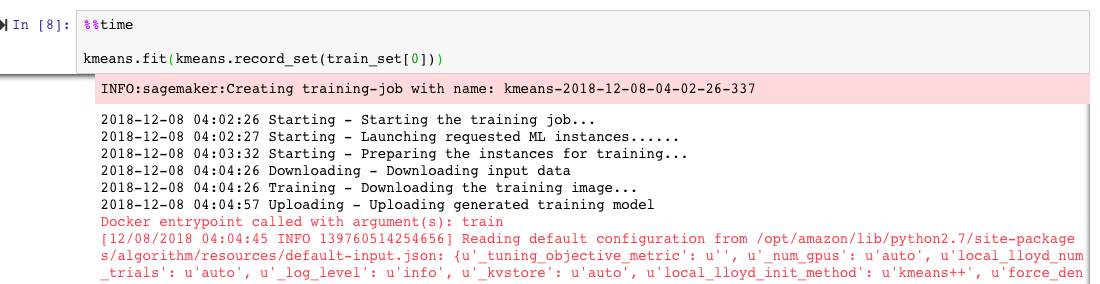 In [8]: %%time
kmeans.fit(kmeans.record_set(train_set[0]))
INFO:sagemaker:Creating training-job with name: kmeans-2018-12-08-04-02-26-337
2018-12-08 04:02:26 Starting - Starting the training job...
2018-12-08 04:02:27 Starting - Launching requested ML instances......
2018-12-08 04:03:32 Starting - Preparing the instances for training...
2018-12-08 04:04:26 Downloading - Downloading input data
2018-12-08 04:04:26 Training - Downloading the training image...
2018-12-08 04:04:57 Uploading - Uploading generated training model
Docker entrypoint called with argument(s): train
[12/08/2018 04:04:45 INFO 139760514254656] Reading default configuration from /opt/amazon/lib/python2.7/site-package
s/algorithm/resources/default-input.json: {u'_tuning_objective_metric': u'', u'_num_gpus': u'auto', u'local_lloyd_num
_trials': u'auto', u'_log_level': u'info', u'_kvstore': u'auto', u'local_lloyd_init_method': u'kmeans++', u'force_den